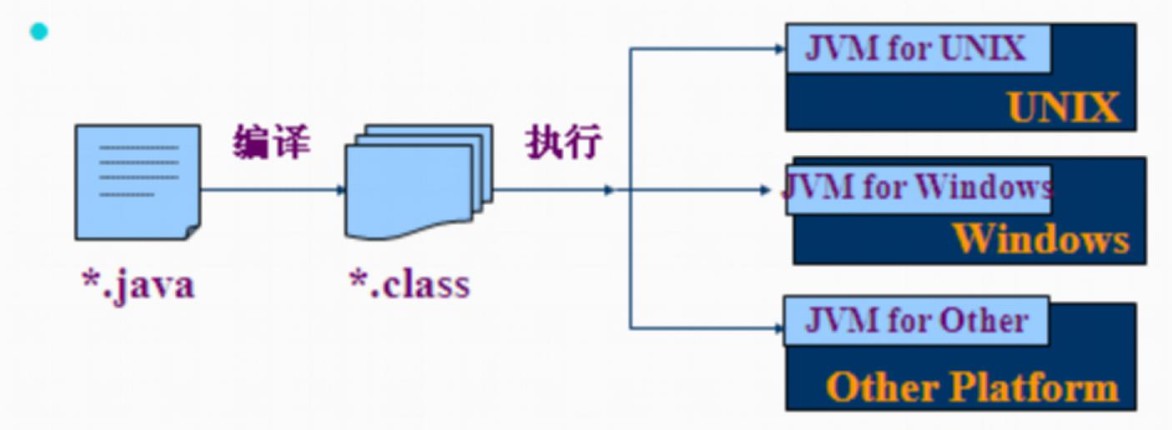 JVM for UNIX
UNIX
编译
执行
JVM for Windows
Windows
*.java
*.class
JVM for Other
Other Platform